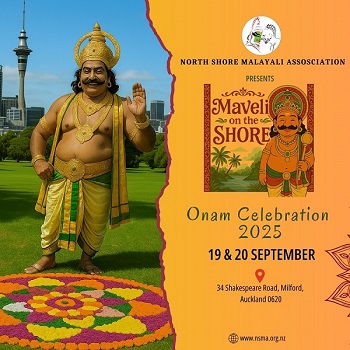 NORTH SHORE MALAYALI ASSOSCIATION
PRESENTS
Maveli
on the
SHORE
Onam Celebration
2025
19 & 20 SEPTEMBER
34 Shakespeare Road, Milford,
Auckland 0620
www.nsma.org.nz